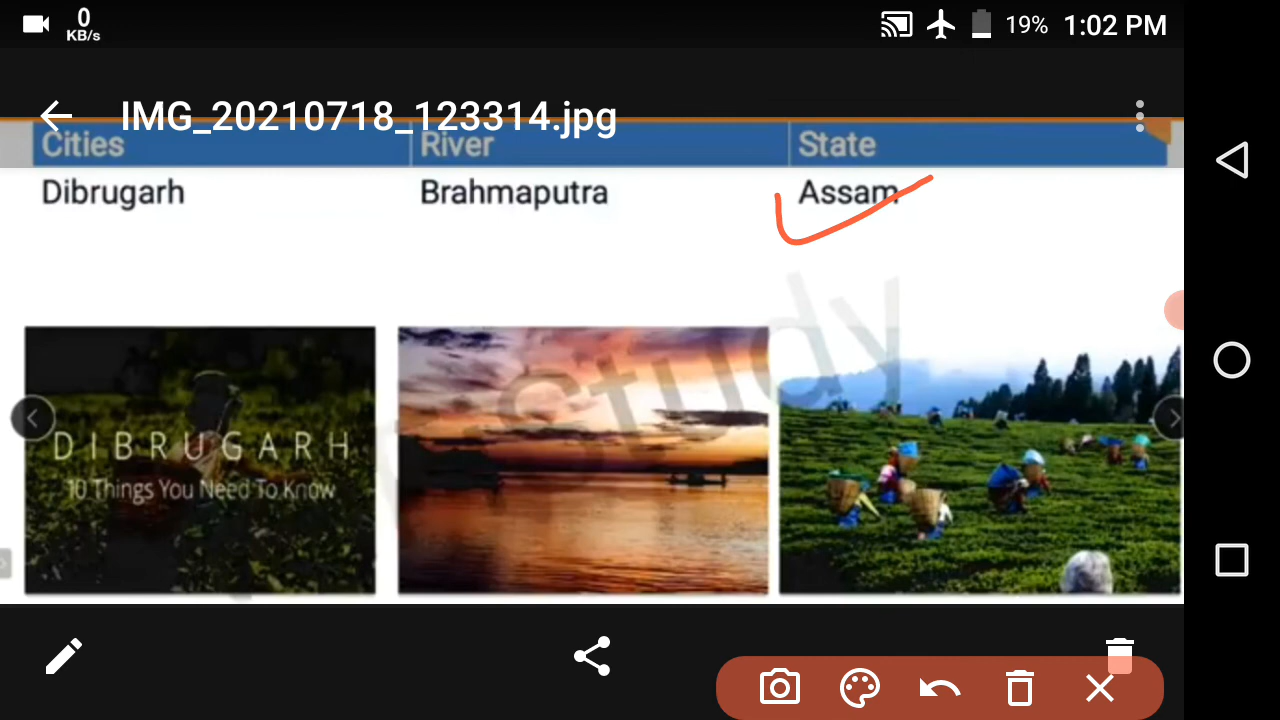 0
KB/s
19% 1:02 PM
IMG_20210718_123314.jpg
Cities River State
Dibrugarh Brahmaputra Assam
Study
DIBRUGARH
10 Things You Need To Know